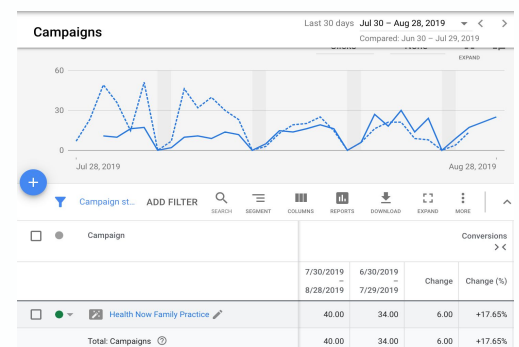 Campaigns
Last 30 days Jul 30 – Aug 28, 2019
Compared: Jun 30 – Jul 29, 2019
EXPAND
60
30
0
Jul 28, 2019
Aug 28, 2019
Campaign st... ADD FILTER
SEARCH SEGMENT COLUMNS REPORTS DOWNLOAD EXPAND MORE
Campaign
Conversions
7/30/2019 – 8/28/2019
6/30/2019 – 7/29/2019
Change
Change (%)
Health Now Family Practice 40.00 34.00 6.00 +17.65%
Total: Campaigns 40.00 34.00 6.00 +17.65%